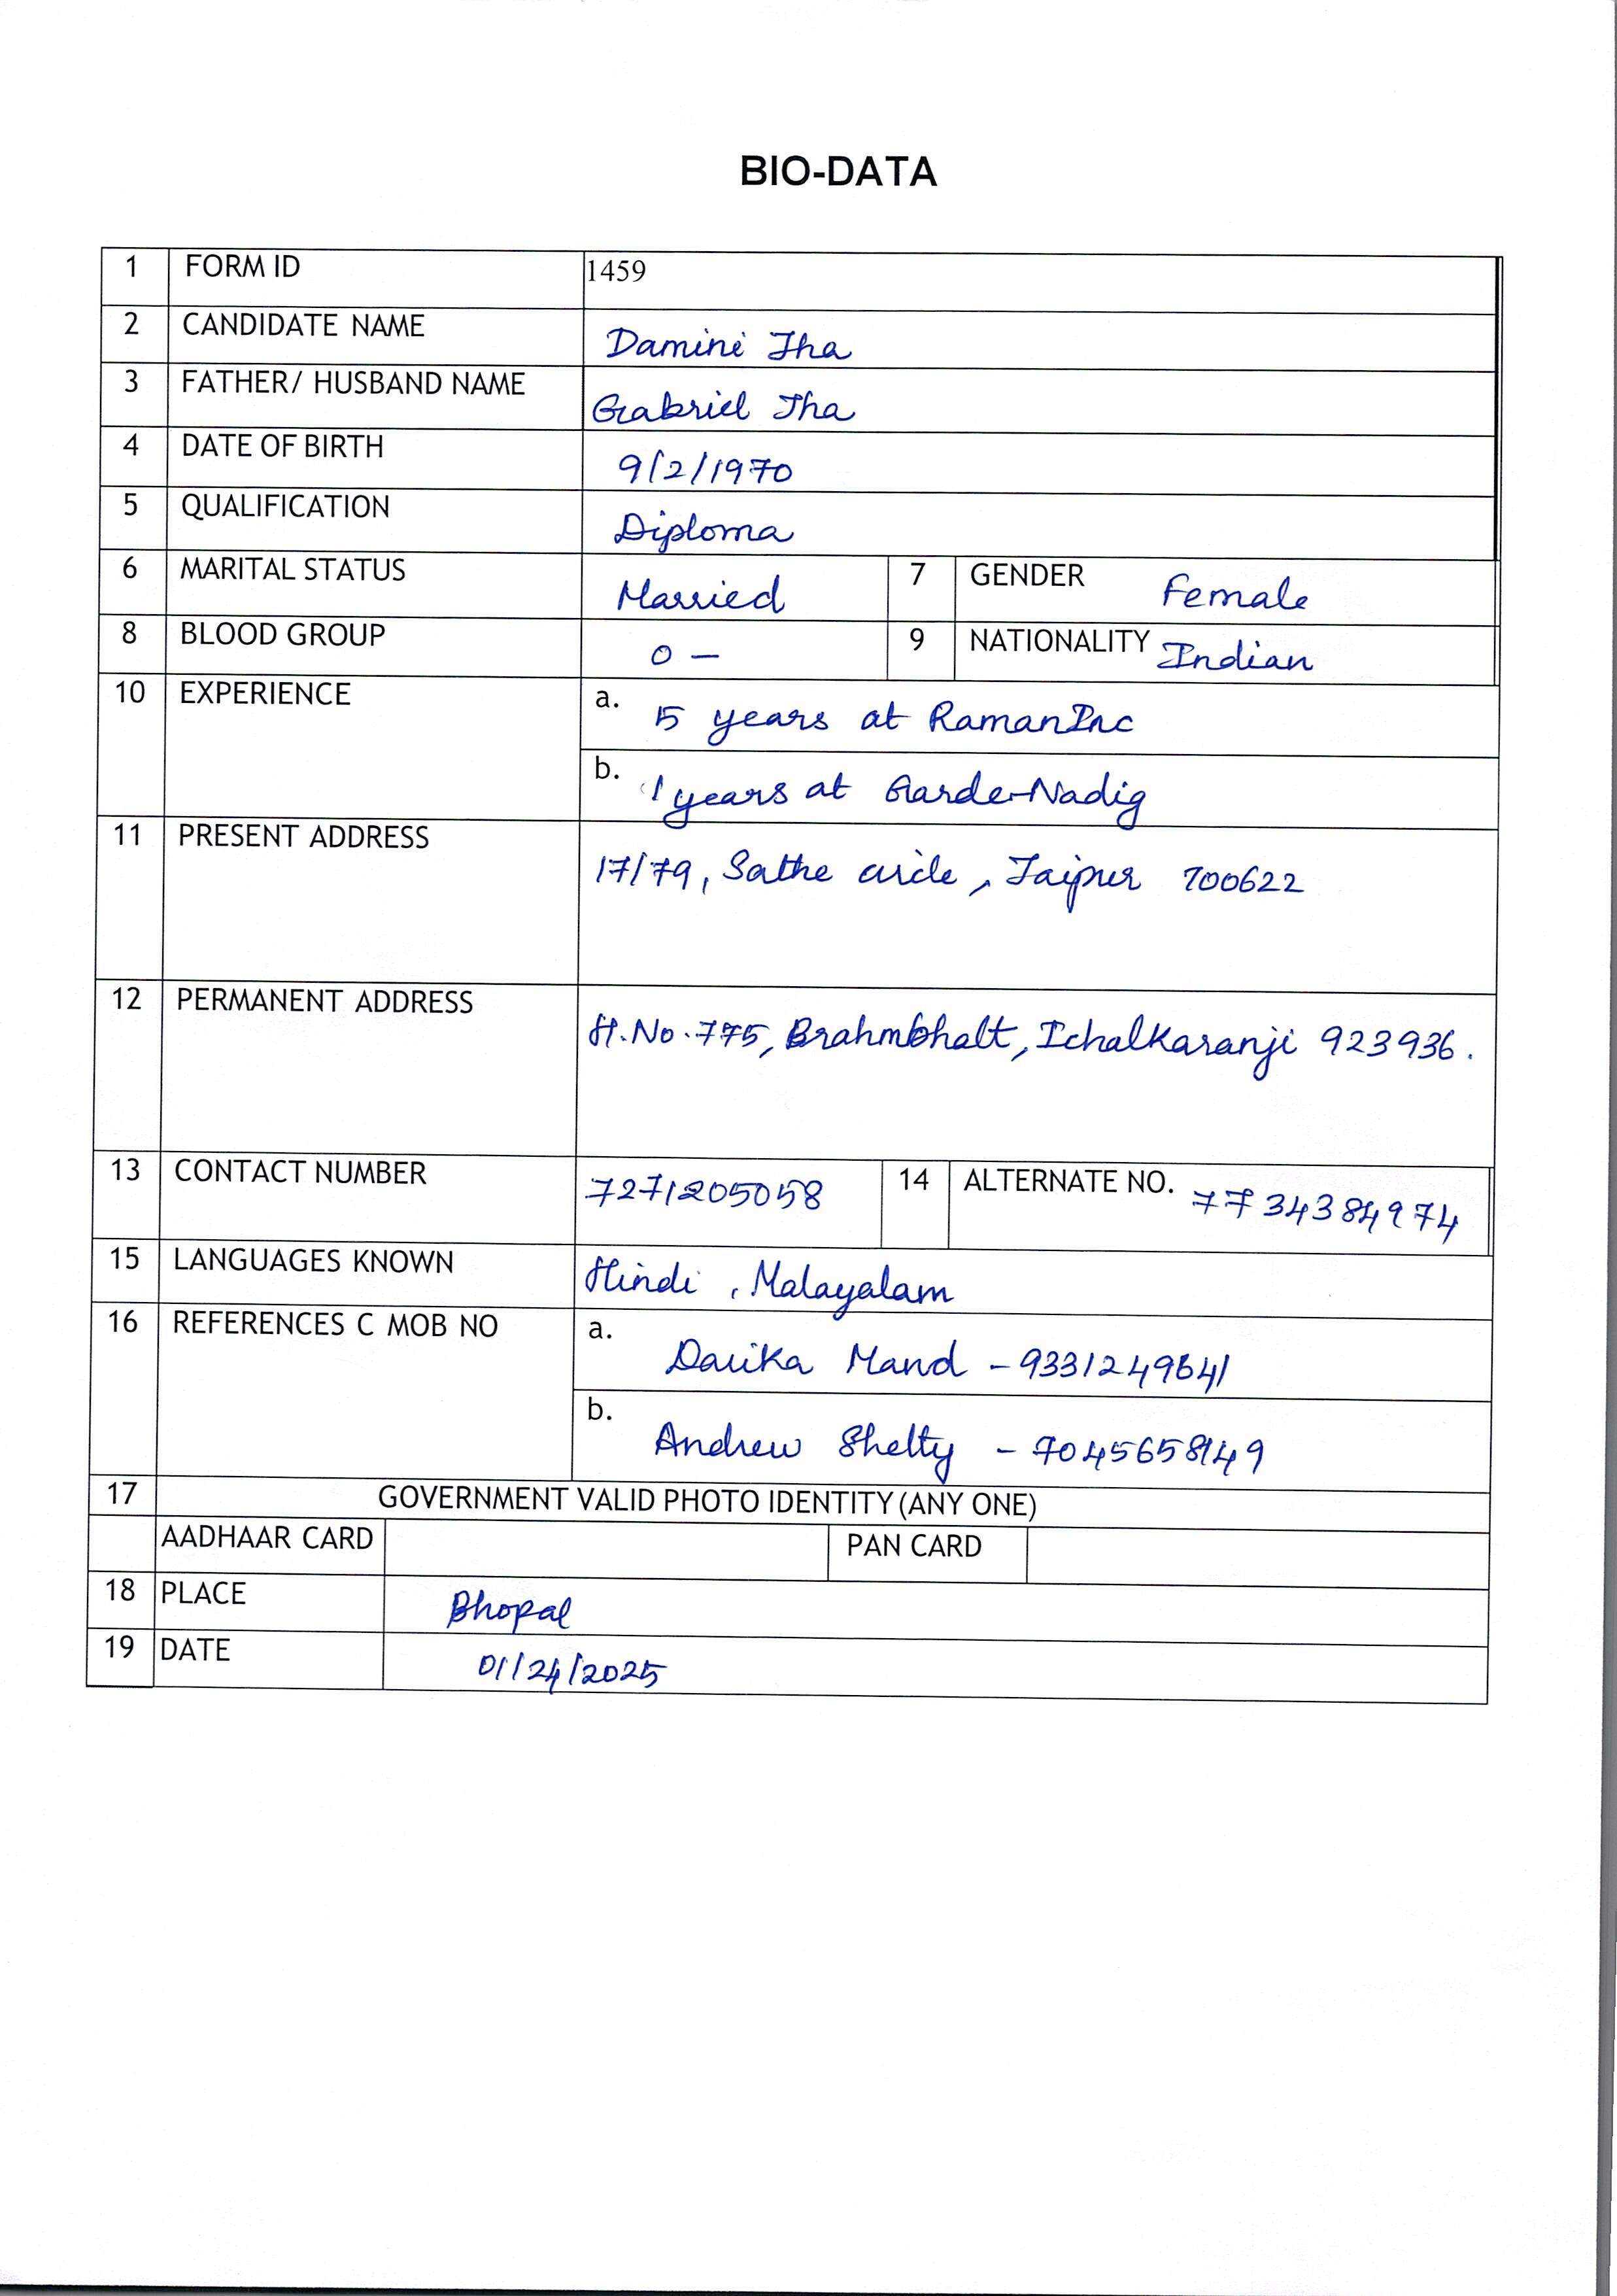 BIO-DATA
1 FORM ID 1459
2 CANDIDATE NAME Damini Jha
3 FATHER/ HUSBAND NAME Gabriel Jha
4 DATE OF BIRTH 9/2/1970
5 QUALIFICATION Diploma
6 MARITAL STATUS Married 7 GENDER Female
8 BLOOD GROUP O - 9 NATIONALITY Indian
10 EXPERIENCE a. 5 years at RamanInc
b. 1 years at Garde-Nadig
11 PRESENT ADDRESS 17/79, Sathe circle, Jaipur 700622
12 PERMANENT ADDRESS H.No.775, Brahmbhatt, Ichalkaranji 923936.
13 CONTACT NUMBER 7271205058 14 ALTERNATE NO. 7734384974
15 LANGUAGES KNOWN Hindi, Malayalam
16 REFERENCES C MOB NO a. Darika Mand - 9331249641
b. Andrew Shetty - 7045658149
17 GOVERNMENT VALID PHOTO IDENTITY (ANY ONE)
AADHAAR CARD PAN CARD
18 PLACE Bhopal
19 DATE 01/24/2025